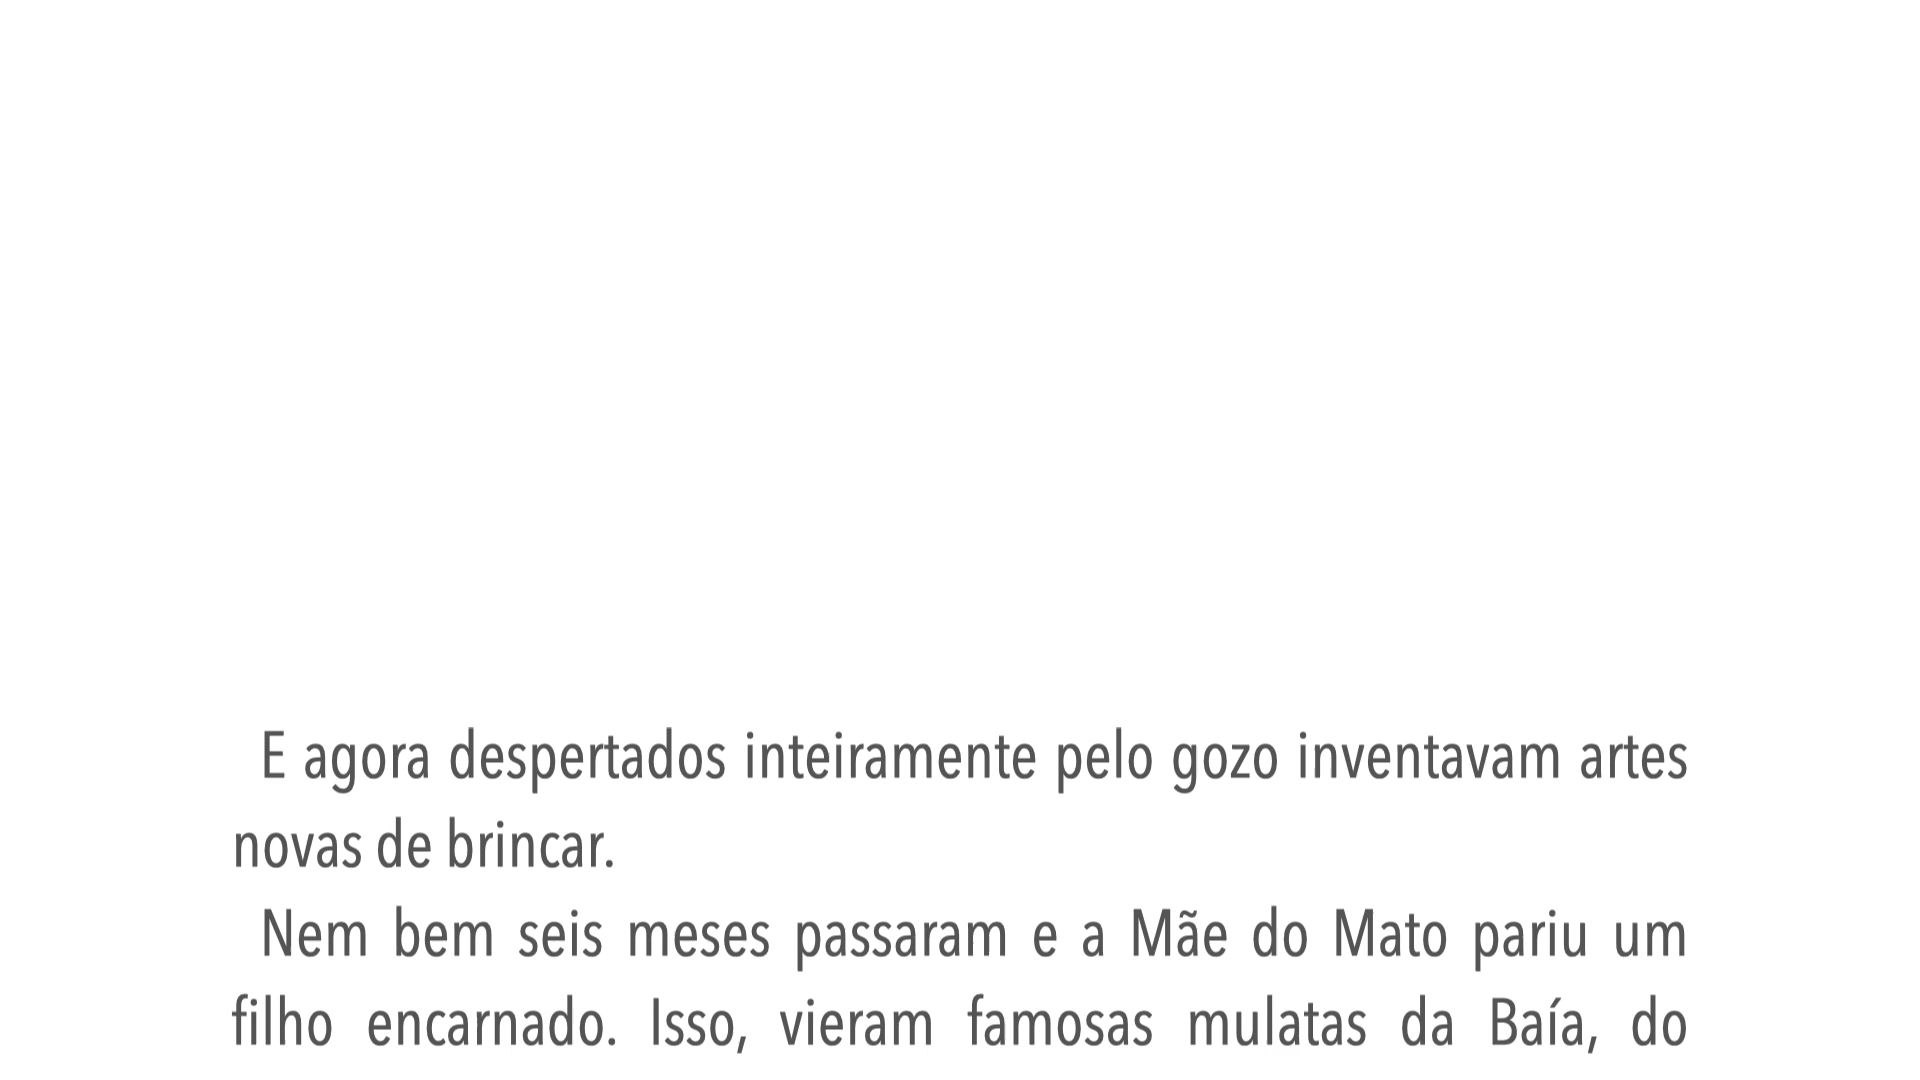 E agora despertados inteiramente pelo gozo inventavam artes
novas de brincar.
Nem bem seis meses passaram e a Mãe do Mato pariu um
filho encarnado. Isso, vieram famosas mulatas da Baía, do